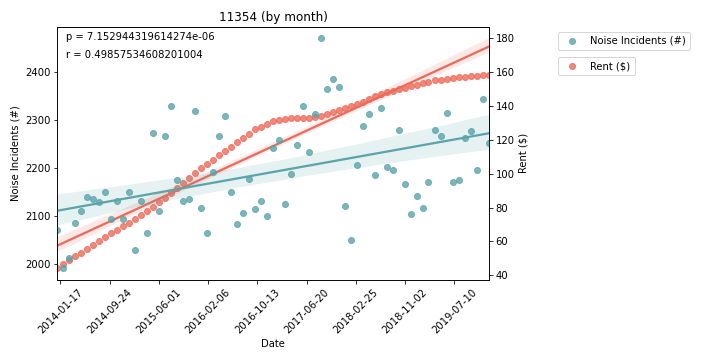 11354 (by month)
p = 7.152944319614274e-06
r = 0.49857534608201004
Noise Incidents (#)
Rent ($)
Noise Incidents (#)
2400
2300
2200
2100
2000
180
160
140
120
100
80
60
40
Rent ($)
2014-01-17
2014-09-24
2015-06-01
2016-02-06
2016-10-13
2017-06-20
2018-02-25
2018-11-02
2019-07-10
Date